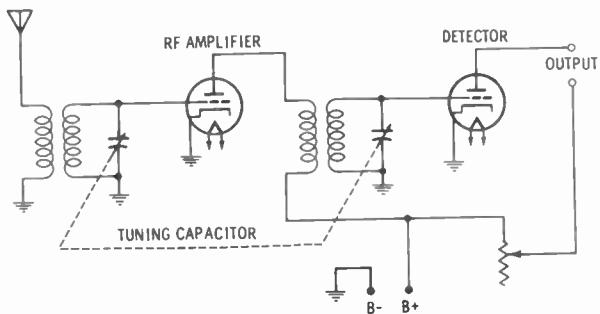 RF AMPLIFIER
DETECTOR
OUTPUT
TUNING CAPACITOR
B- B+